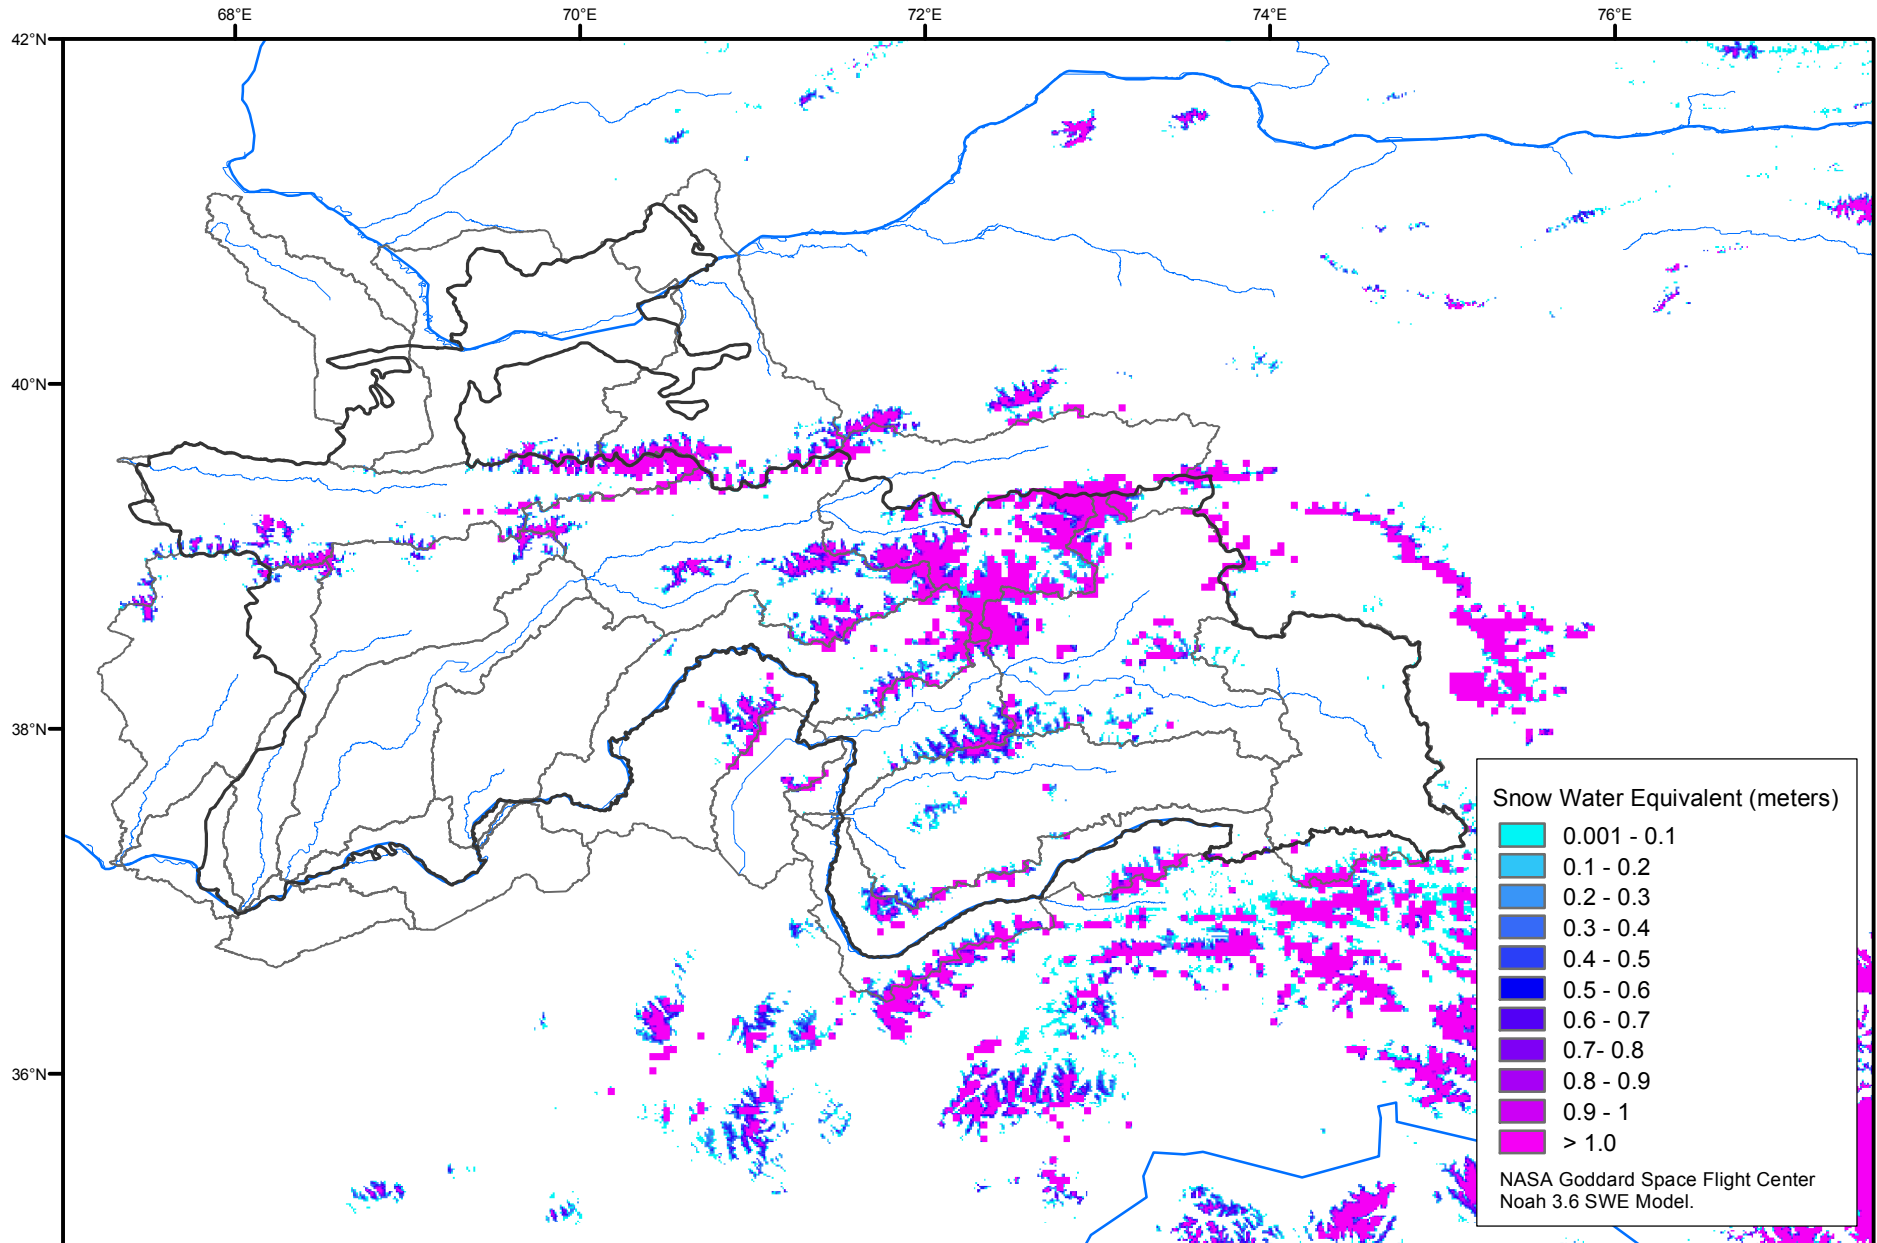 68°E
70°E
72°E
74°E
76°E
42°N
40°N
38°N
36°N
Snow Water Equivalent (meters)
0.001 - 0.1
0.1 - 0.2
0.2 - 0.3
0.3 - 0.4
0.4 - 0.5
0.5 - 0.6
0.6 - 0.7
0.7- 0.8
0.8 - 0.9
0.9 - 1
> 1.0
NASA Goddard Space Flight Center
Noah 3.6 SWE Model.